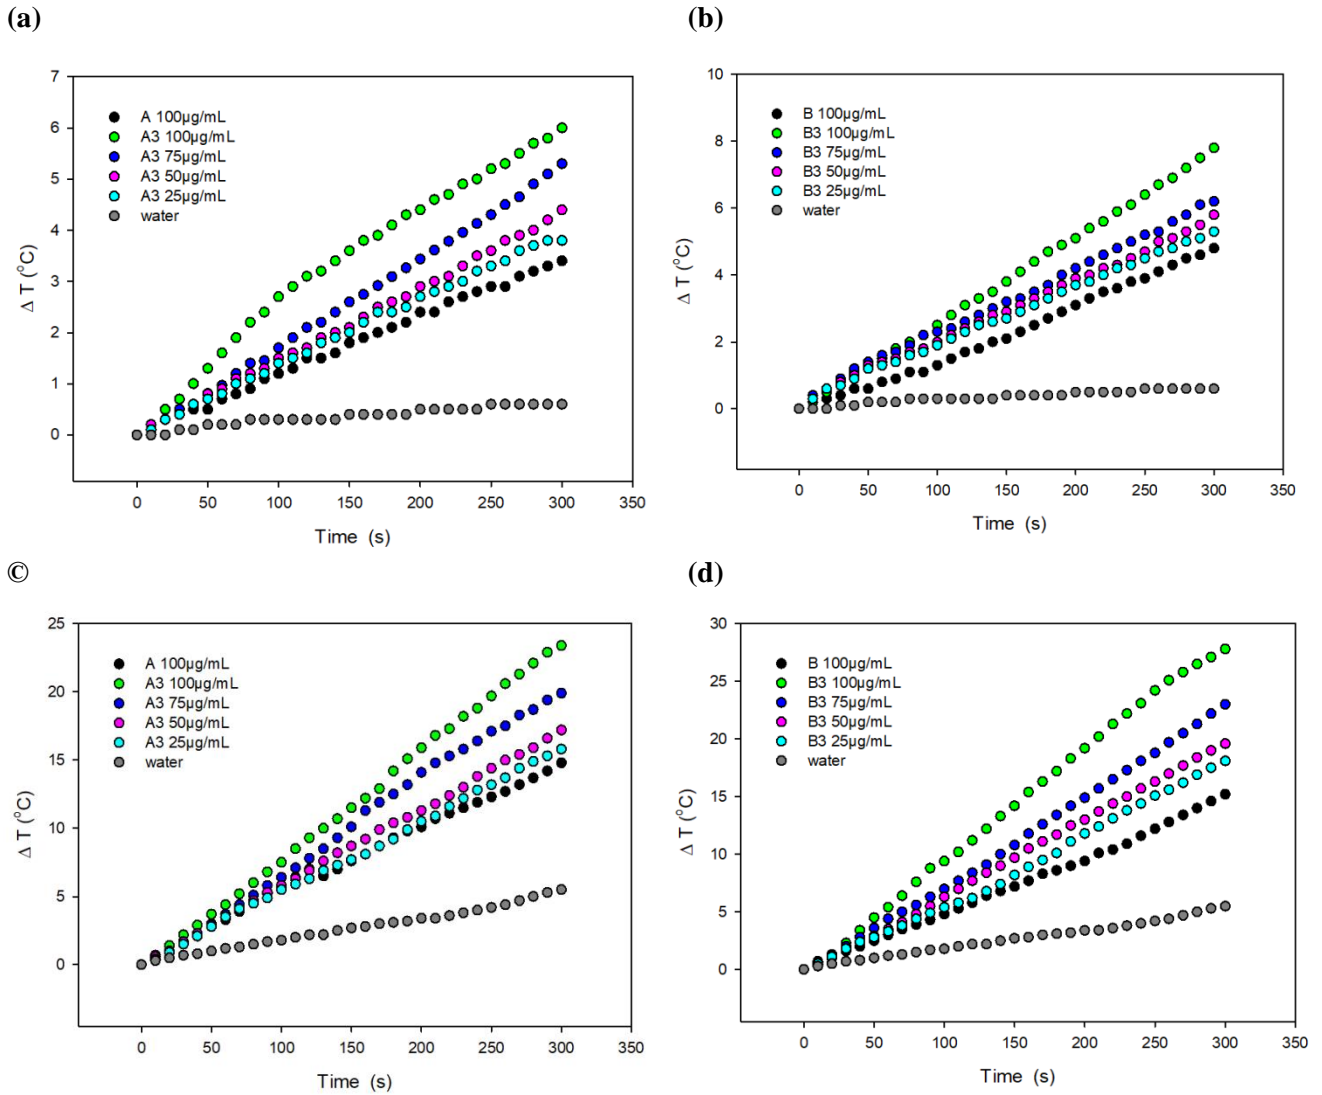 (a)
7
6
5
4
3
2
1
0
Δ T (°C)
A 100µg/mL
A3 100µg/mL
A3 75µg/mL
A3 50µg/mL
A3 25µg/mL
water
0 50 100 150 200 250 300 350
Time (s)
(b)
10
8
6
4
2
0
Δ T (°C)
B 100µg/mL
B3 100µg/mL
B3 75µg/mL
B3 50µg/mL
B3 25µg/mL
water
0 50 100 150 200 250 300 350
Time (s)
©
25
20
15
10
5
0
Δ T (°C)
A 100µg/mL
A3 100µg/mL
A3 75µg/mL
A3 50µg/mL
A3 25µg/mL
water
0 50 100 150 200 250 300 350
Time (s)
(d)
30
25
20
15
10
5
0
Δ T (°C)
B 100µg/mL
B3 100µg/mL
B3 75µg/mL
B3 50µg/mL
B3 25µg/mL
water
0 50 100 150 200 250 300 350
Time (s)